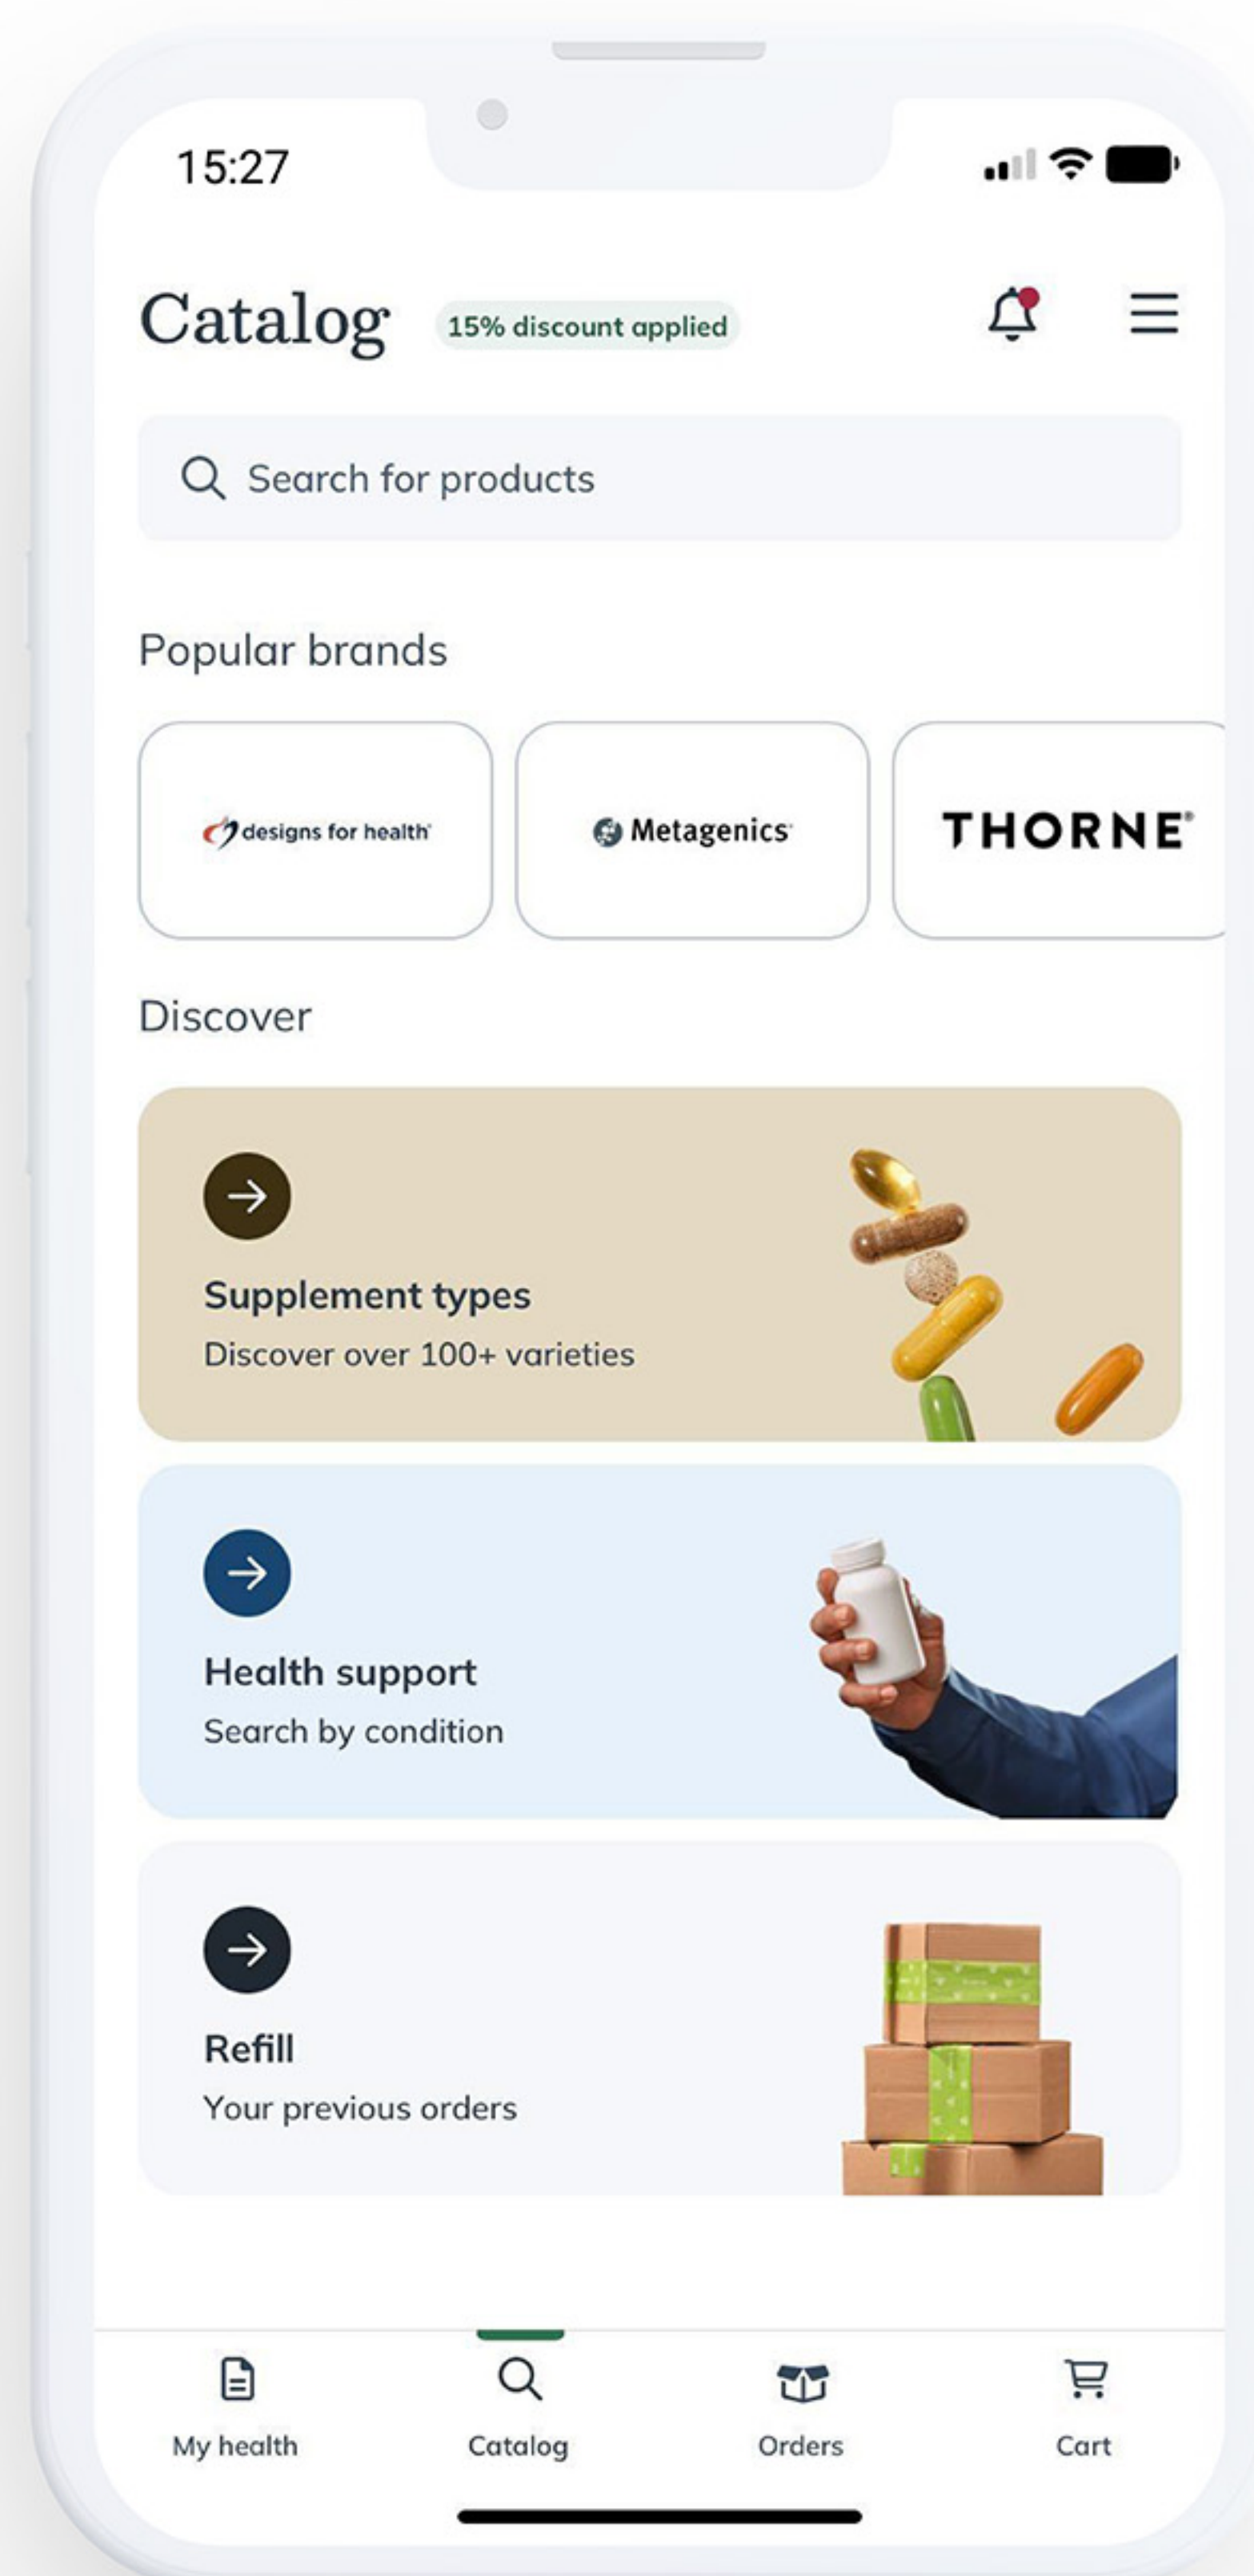 15:27
Catalog
15% discount applied
Search for products
Popular brands
designs for health®
Metagenics
THORNE®
Discover
Supplement types
Discover over 100+ varieties
Health support
Search by condition
Refill
Your previous orders
My health
Catalog
Orders
Cart